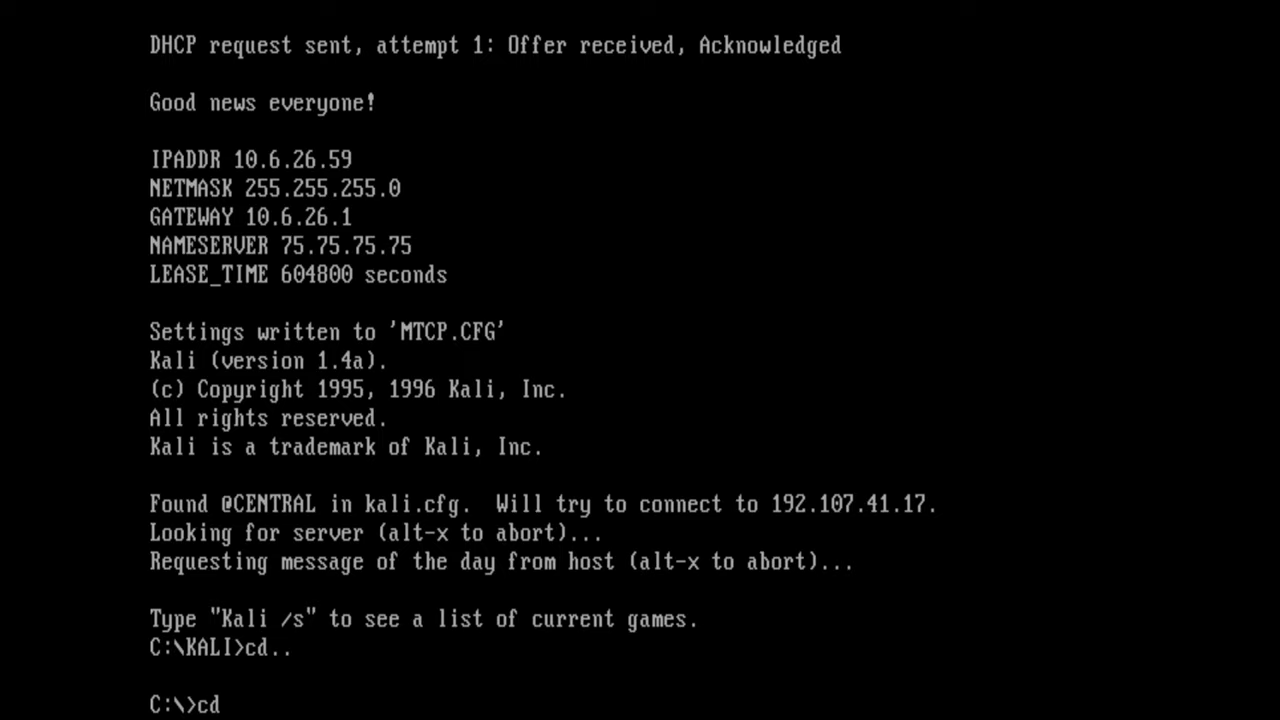 DHCP request sent, attempt 1: Offer received, Acknowledged
Good news everyone!
IPADDR 10.6.26.59
NETMASK 255.255.255.0
GATEWAY 10.6.26.1
NAMESERVER 75.75.75.75
LEASE_TIME 604800 seconds
Settings written to 'MTCP.CFG'
Kali (version 1.4a).
(c) Copyright 1995, 1996 Kali, Inc.
All rights reserved.
Kali is a trademark of Kali, Inc.
Found @CENTRAL in kali.cfg.  Will try to connect to 192.107.41.17.
Looking for server (alt-x to abort)...
Requesting message of the day from host (alt-x to abort)...
Type "Kali /s" to see a list of current games.
C:\KALI>cd..
C:\>cd